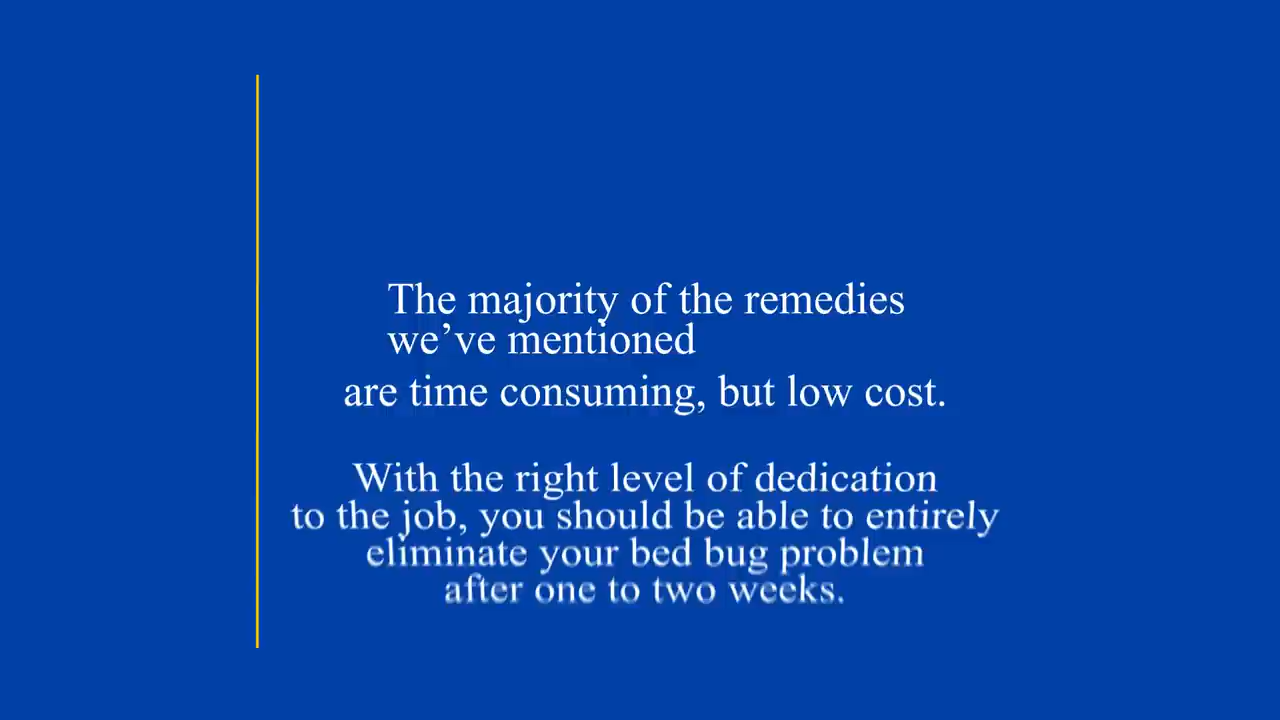 The majority of the remedies
we’ve mentioned
are time consuming, but low cost.
With the right level of dedication
to the job, you should be able to entirely
eliminate your bed bug problem
after one to two weeks.